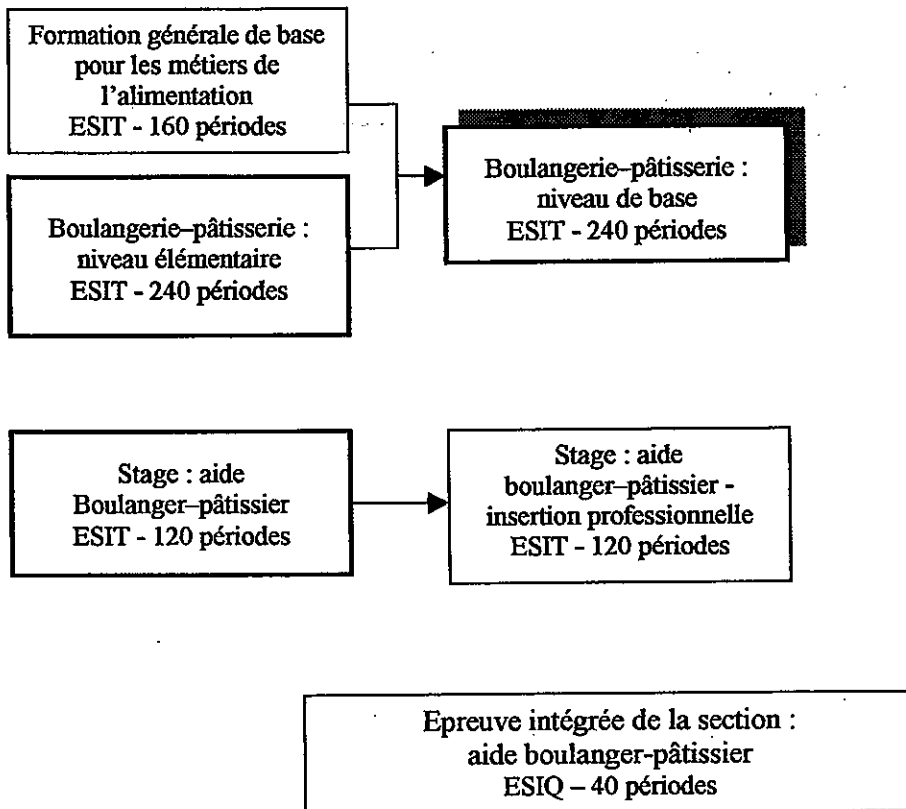 Formation générale de base
pour les métiers de
l'alimentation
ESIT - 160 périodes
Boulangerie–pâtisserie :
niveau de base
ESIT - 240 périodes
Boulangerie–pâtisserie :
niveau élémentaire
ESIT - 240 périodes
Stage : aide
Boulanger–pâtissier
ESIT - 120 périodes
Stage : aide
boulanger–pâtissier -
insertion professionnelle
ESIT - 120 périodes
Epreuve intégrée de la section :
aide boulanger-pâtissier
ESIQ – 40 périodes